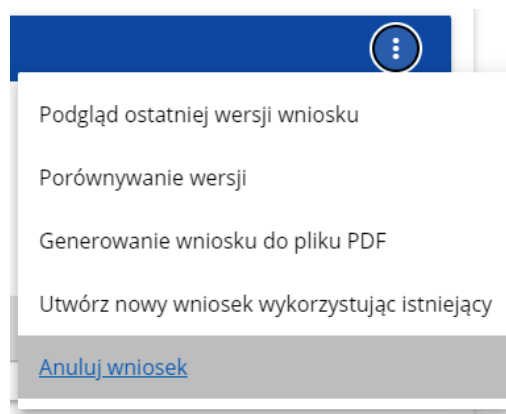 Podgląd ostatniej wersji wniosku
Porównywanie wersji
Generowanie wniosku do pliku PDF
Utwórz nowy wniosek wykorzystując istniejący
Anuluj wniosek